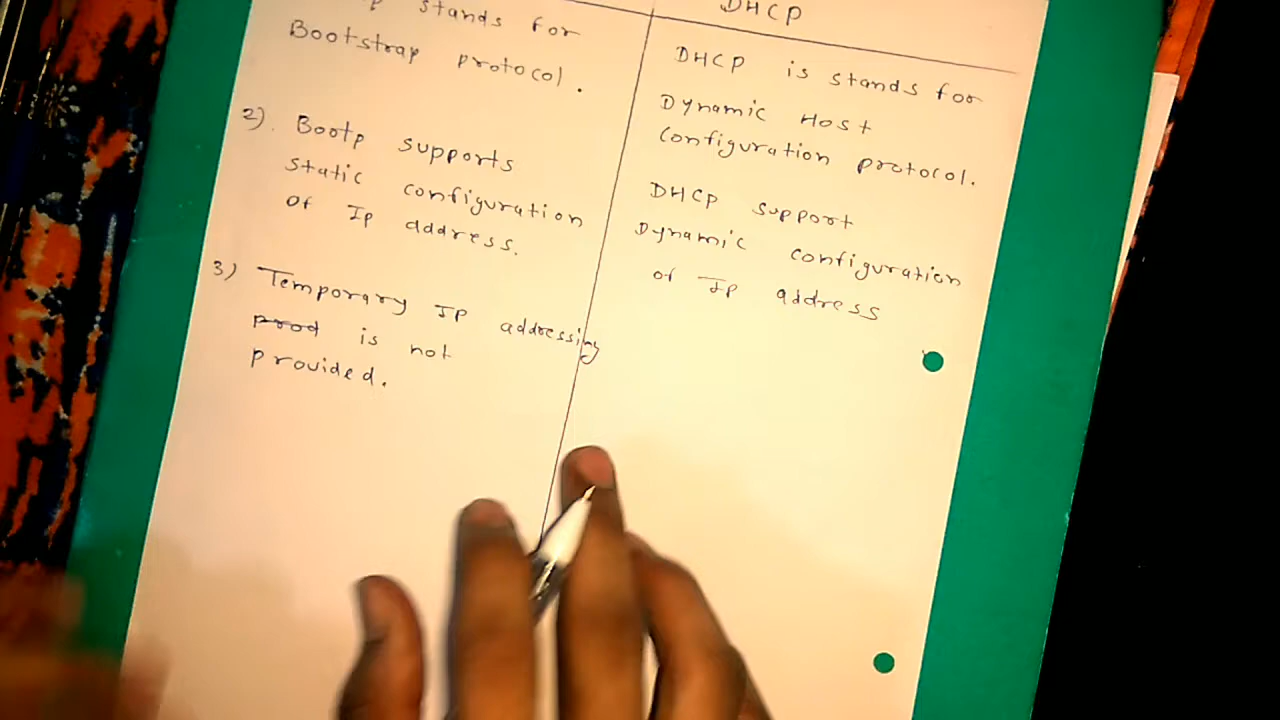 stands for
Bootstrap protocol.
2). Bootp supports
static configuration
of Ip address.
3) Temporary Ip addressing
prod is not
provided.
DHCP
DHCP is stands for
Dynamic Host
configuration protocol.
DHCP support
Dynamic configuration
of Ip address